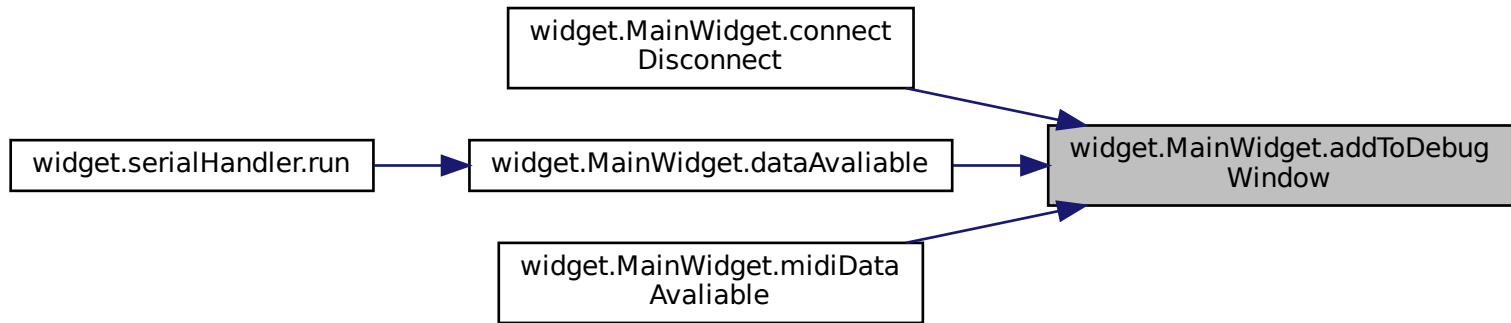 widget.MainWidget.connect
Disconnect
widget.serialHandler.run
widget.MainWidget.dataAvaliable
widget.MainWidget.addToDebug
Window
widget.MainWidget.midiData
Avaliable